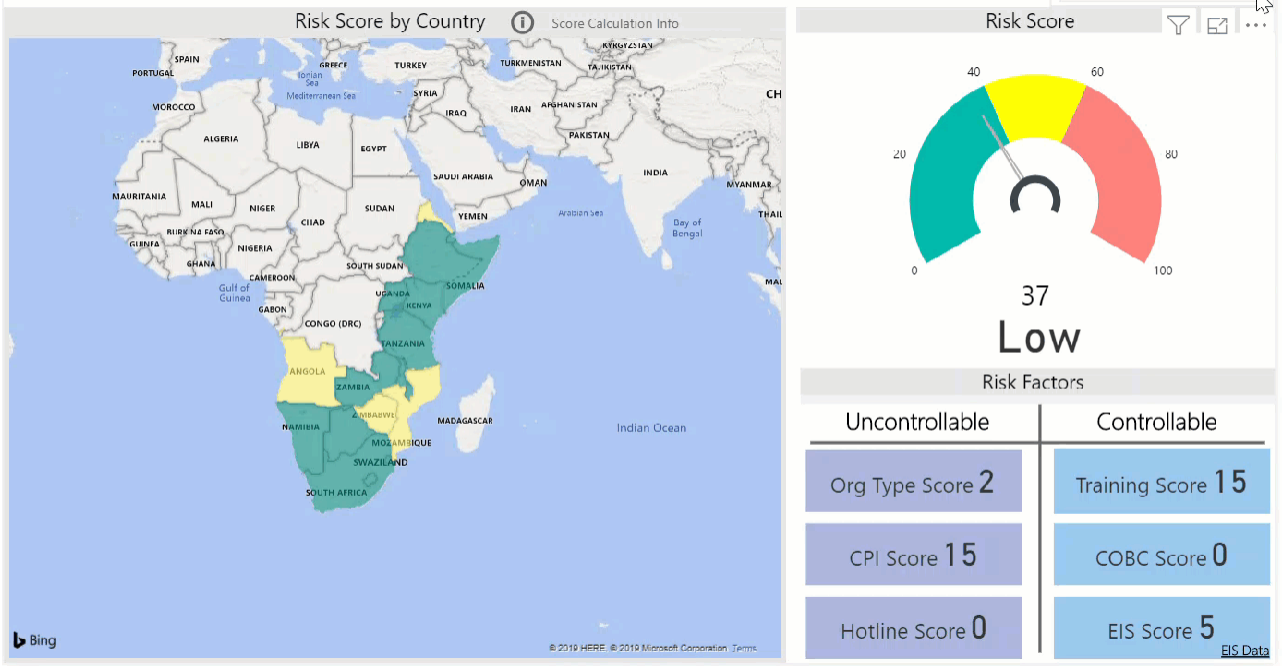 Risk Score by Country
Score Calculation Info
SPAIN
PORTUGAL
GREECE
TURKEY
TURKMENISTAN
KYRGYZSTAN
TAJIKISTAN
Ionian
Sea
Mediterranean Sea
SYRIA
IRAQ
IRAN
AFGHANISTAN
CH
MOROCCO
ALGERIA
LIBYA
EGYPT
PAKISTAN
SAUDI ARABIA
OMAN
INDIA
MYANMAR
MAURITANIA
MALI
NIGER
CHAD
SUDAN
YEMEN
Arabian Sea
Bay of
Bengal
THAIL
BURKINA FASO
GUINEA
NIGERIA
GHANA
CAMEROON
SOUTH SUDAN
SOMALIA
MAL
Gulf of
Guinea
UGANDA
KENYA
GABON
CONGO (DRC)
TANZANIA
ANGOLA
ZAMBIA
ZIMBABWE
NAMIBIA
MOZAMBIQUE
MADAGASCAR
Indian Ocean
SWAZILAND
SOUTH AFRICA
Bing
© 2019 HERE, © 2019 Microsoft Corporation Terms
Risk Score
0
20
40
60
80
100
37
Low
Risk Factors
Uncontrollable Controllable
Org Type Score 2 Training Score 15
CPI Score 15 COBC Score 0
Hotline Score 0 EIS Score 5
EIS Data